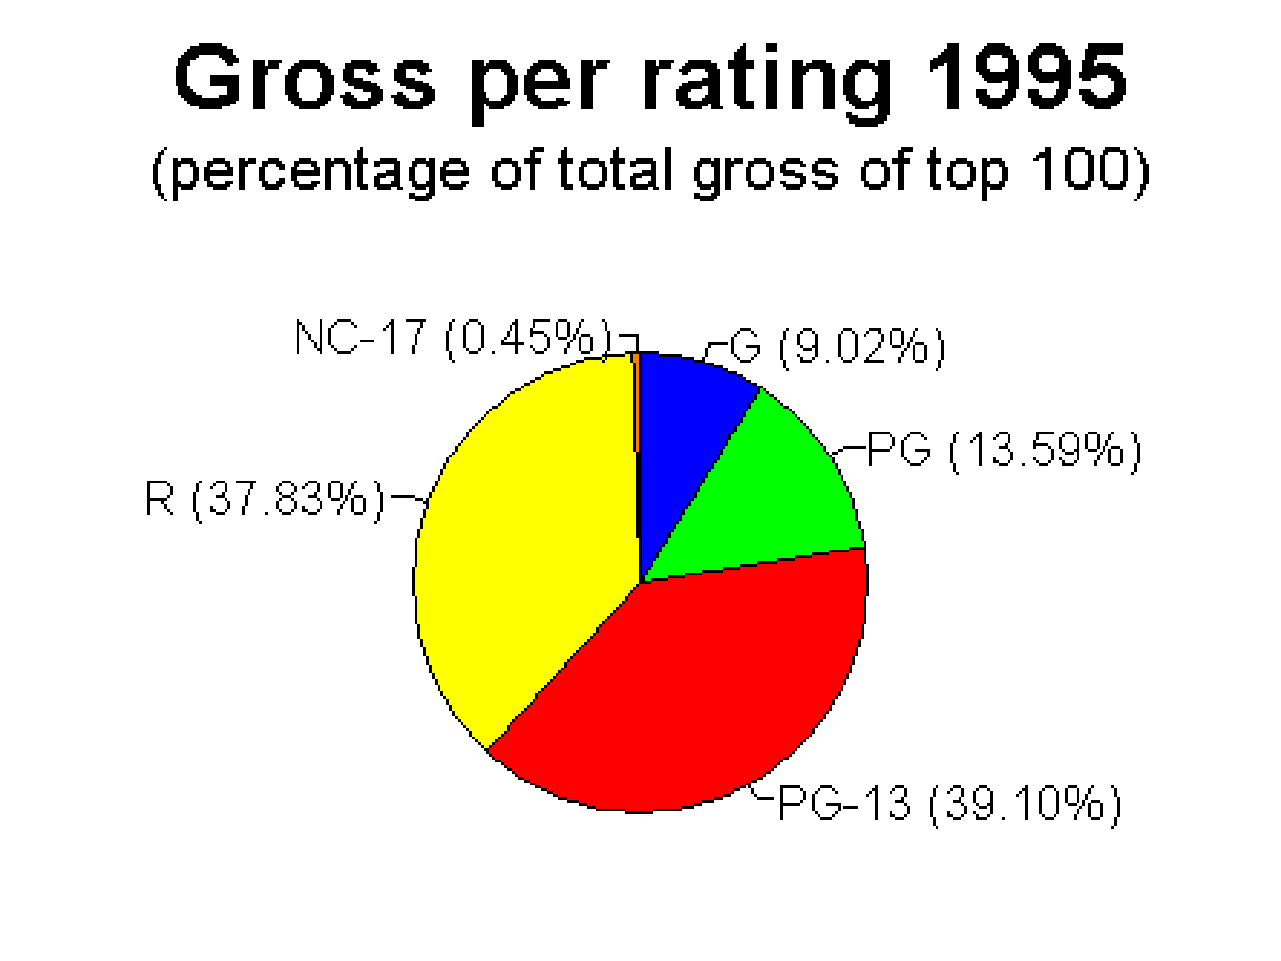 Gross per rating 1995
(percentage of total gross of top 100)
NC-17 (0.45%)
G (9.02%)
PG (13.59%)
R (37.83%)
PG-13 (39.10%)